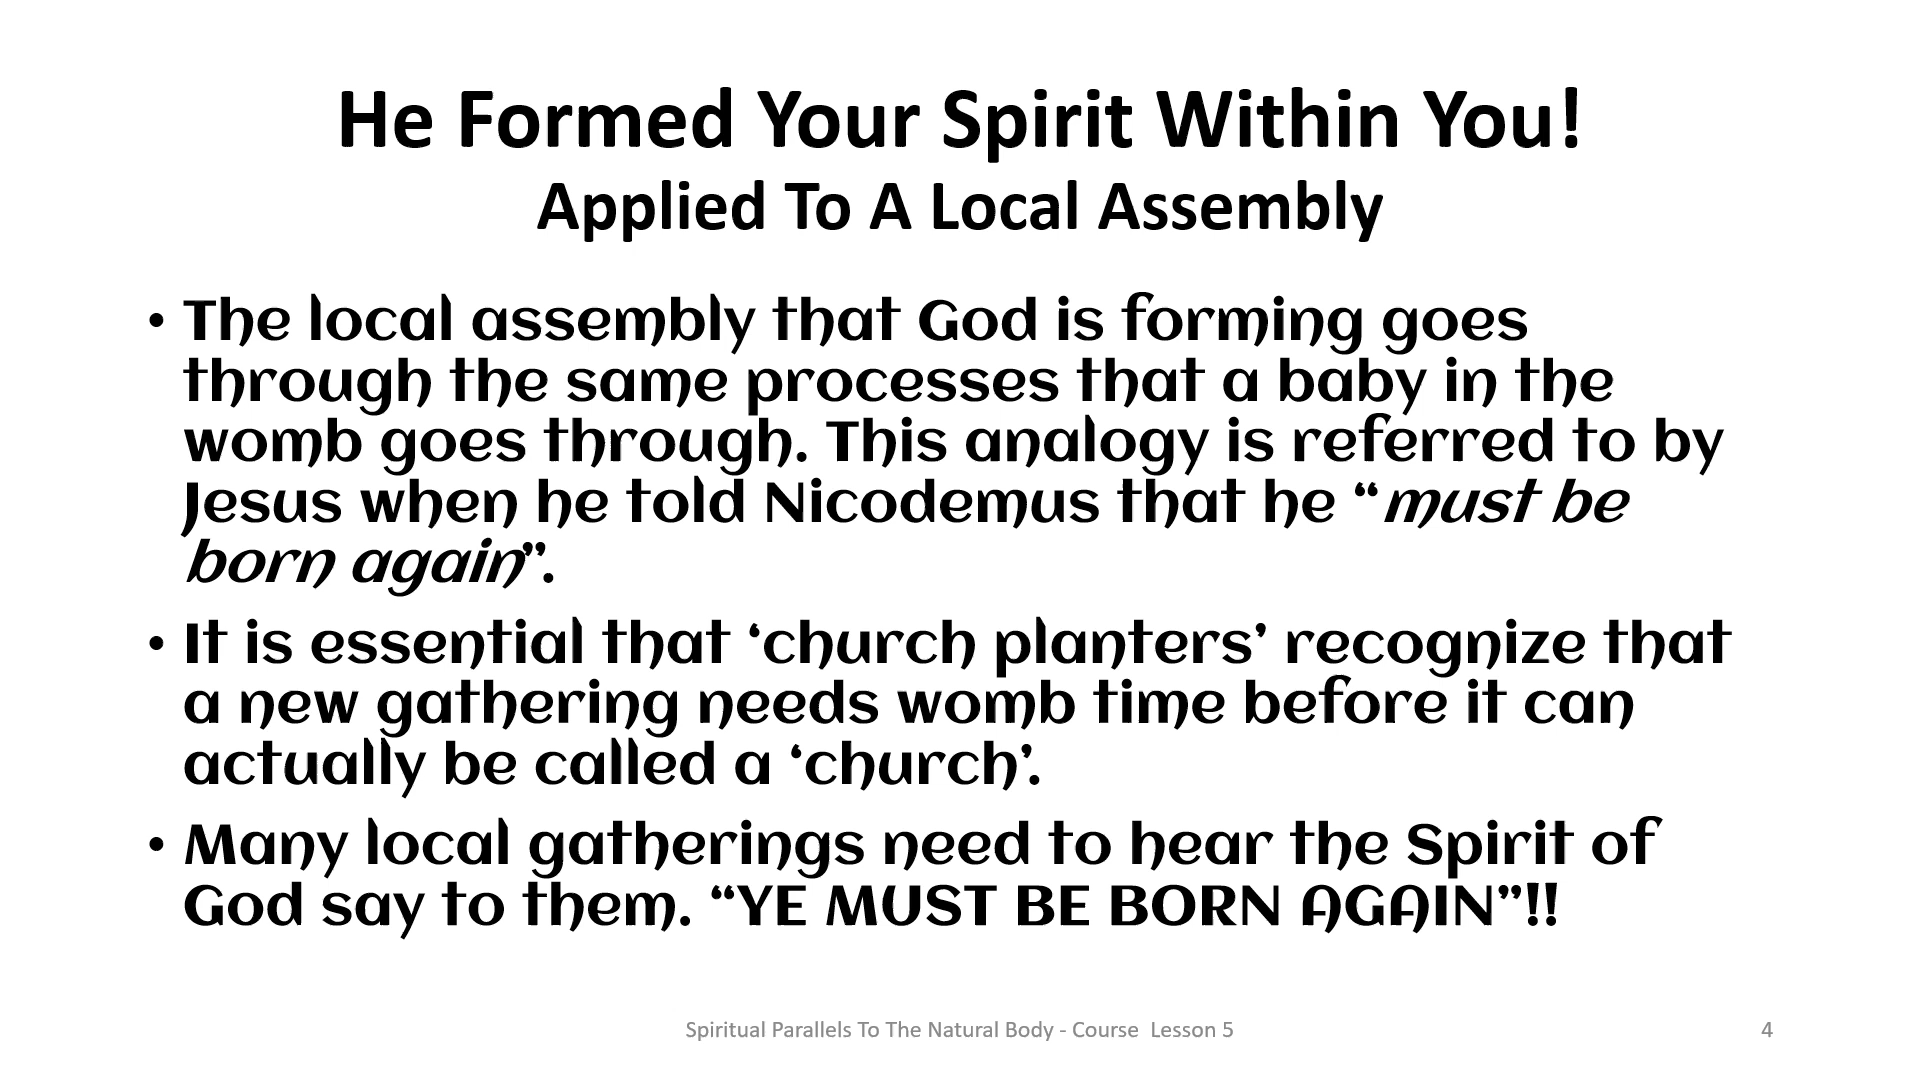 He Formed Your Spirit Within You!
Applied To A Local Assembly
• The local assembly that God is forming goes
through the same processes that a baby in the
womb goes through. This analogy is referred to by
Jesus when he told Nicodemus that he “must be
born again”.
• It is essential that ‘church planters’ recognize that
a new gathering needs womb time before it can
actually be called a ‘church’.
• Many local gatherings need to hear the Spirit of
God say to them. “YE MUST BE BORN AGAIN”!!
Spiritual Parallels To The Natural Body - Course  Lesson 5
4